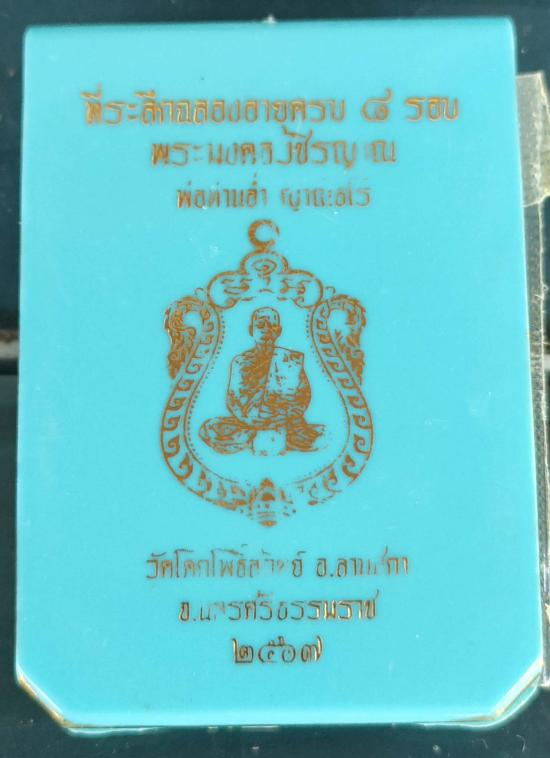 ที่ระลึกฉลองอายุครบ ๘ รอบ
พระมงคลวชิรญาณ
พ่อท่านฮ่ำ ญาณธโร
วัดโคกโพธิ์สถิตย์ อ.ลานสกา
จ.นครศรีธรรมราช
๒๕๖๗